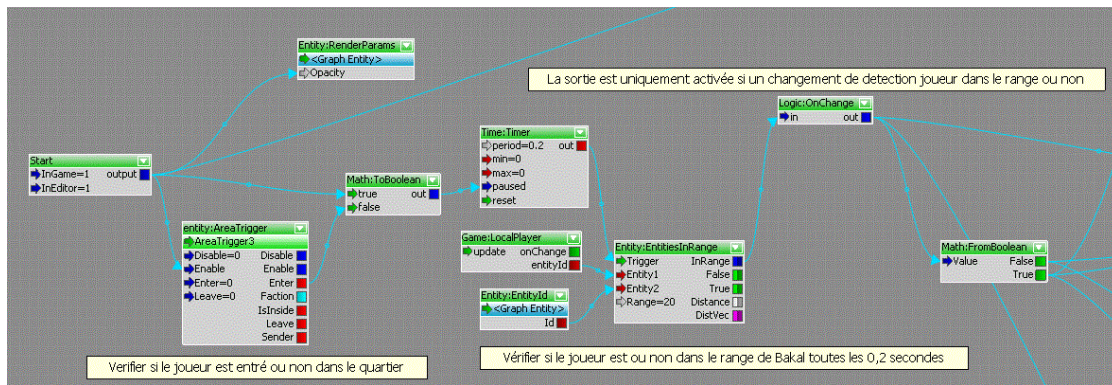 Entity:RenderParams
<Graph Entity>
Opacity
La sortie est uniquement activée si un changement de detection joueur dans le range ou non
Logic:OnChange
in out
Time:Timer
period=0.2 out
min=0
max=0
paused
reset
Start
InGame=1 output
InEditor=1
Math:ToBoolean
true out
false
entity:AreaTrigger
AreaTrigger3
Disable=0 Disable
Enable Enable
Enter=0 Enter
Leave=0 Faction
IsInside
Leave
Sender
Game:LocalPlayer
update onChange
entityId
Entity:EntityId
<Graph Entity>
Id
Entity:EntitiesInRange
Trigger InRange
Entity1 False
Entity2 True
Range=20 Distance
DistVec
Math:FromBoolean
Value False
True
Verifier si le joueur est entré ou non dans le quartier
Vérifier si le joueur est ou non dans le range de Bakal toutes les 0,2 secondes